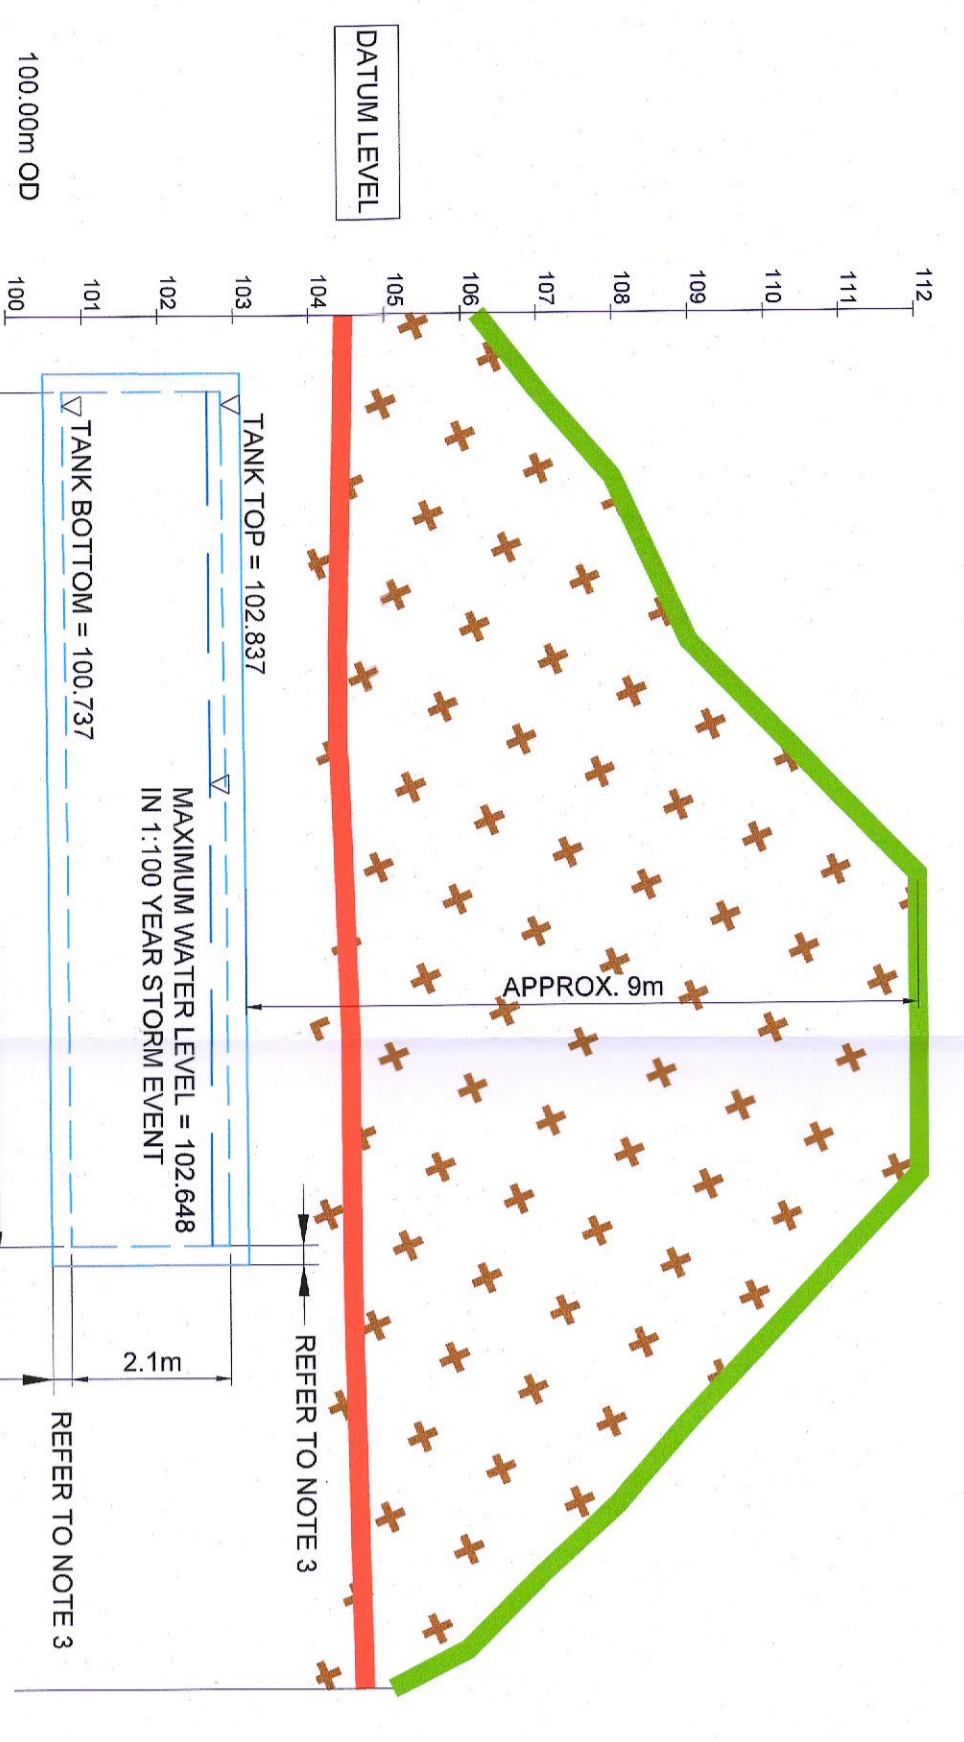 112
111
110
109
108
107
106
105
104
103
102
101
100
DATUM LEVEL
100.00m OD
APPROX. 9m
TANK TOP = 102.837
MAXIMUM WATER LEVEL = 102.648
IN 1:100 YEAR STORM EVENT
TANK BOTTOM = 100.737
2.1m
REFER TO NOTE 3
REFER TO NOTE 3